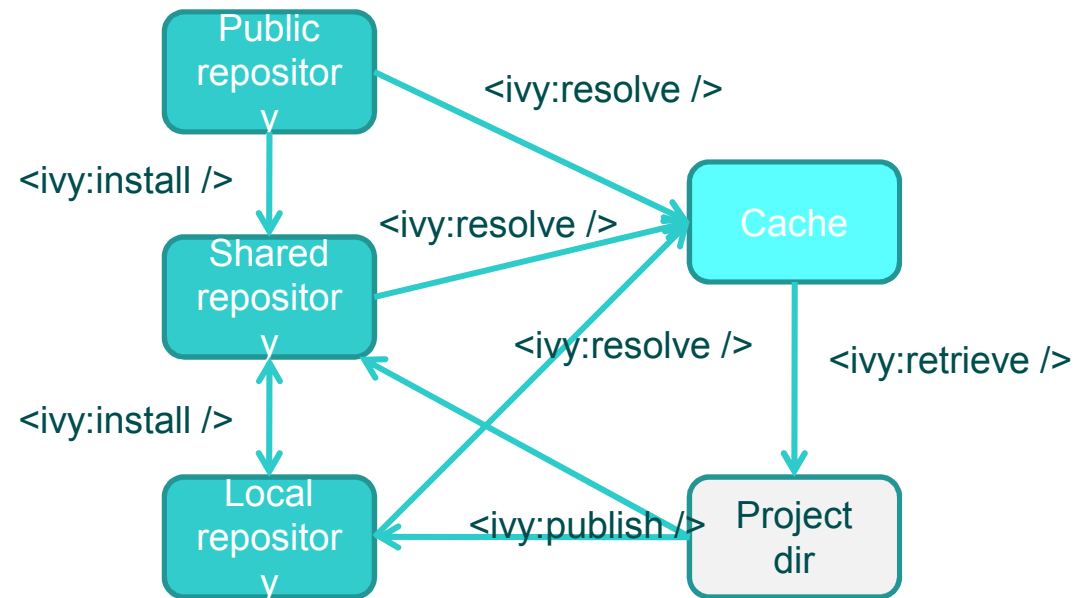 Public
repositor
y
<ivy:resolve />
<ivy:install />
Shared
repositor
y
<ivy:resolve />
Cache
<ivy:resolve />
<ivy:retrieve />
<ivy:install />
Local
repositor
y
<ivy:publish />
Project
dir